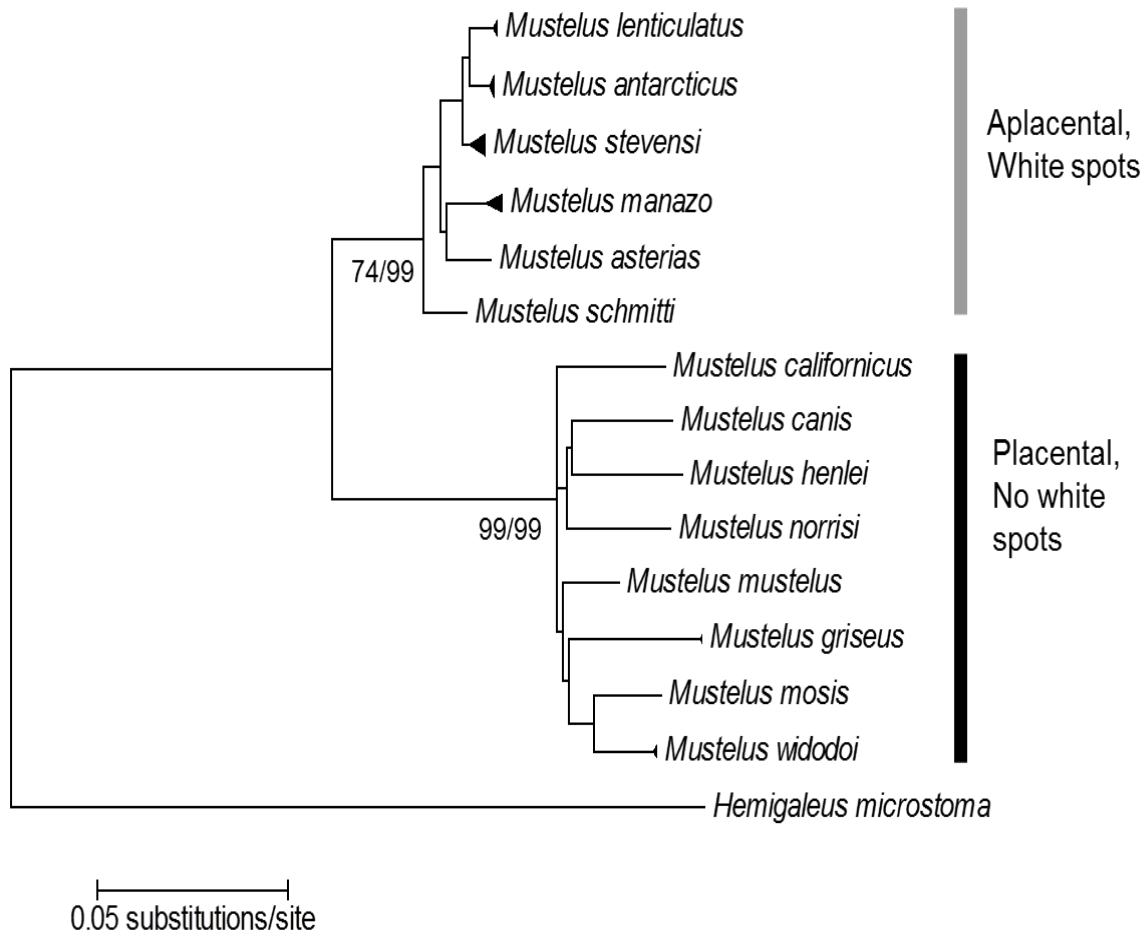 Mustelus lenticulatus
Mustelus antarcticus
Mustelus stevensi
Mustelus manazo
Mustelus asterias
Mustelus schmitti
Aplacental,
White spots
74/99
Mustelus californicus
Mustelus canis
Mustelus henlei
Mustelus norrisi
Mustelus mustelus
Mustelus griseus
Mustelus mosis
Mustelus widodoi
Placental,
No white
spots
99/99
Hemigaleus microstoma
0.05 substitutions/site